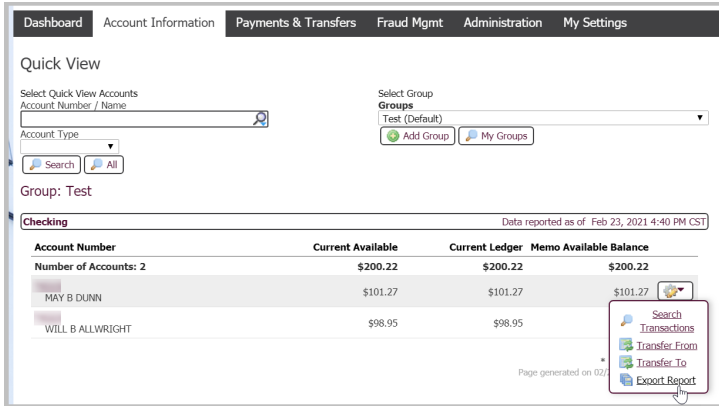 Dashboard Account Information Payments & Transfers Fraud Mgmt Administration My Settings
Quick View
Select Quick View Accounts
Account Number / Name
Account Type
Search All
Select Group
Groups
Test (Default)
Add Group My Groups
Group: Test
Checking Data reported as of Feb 23, 2021 4:40 PM CST
Account Number Current Available Current Ledger Memo Available Balance
Number of Accounts: 2 $200.22 $200.22 $200.22
MAY B DUNN $101.27 $101.27 $101.27
WILL B ALLWRIGHT $98.95 $98.95
Search
Transactions
Transfer From
Transfer To
Export Report
*
Page generated on 02/